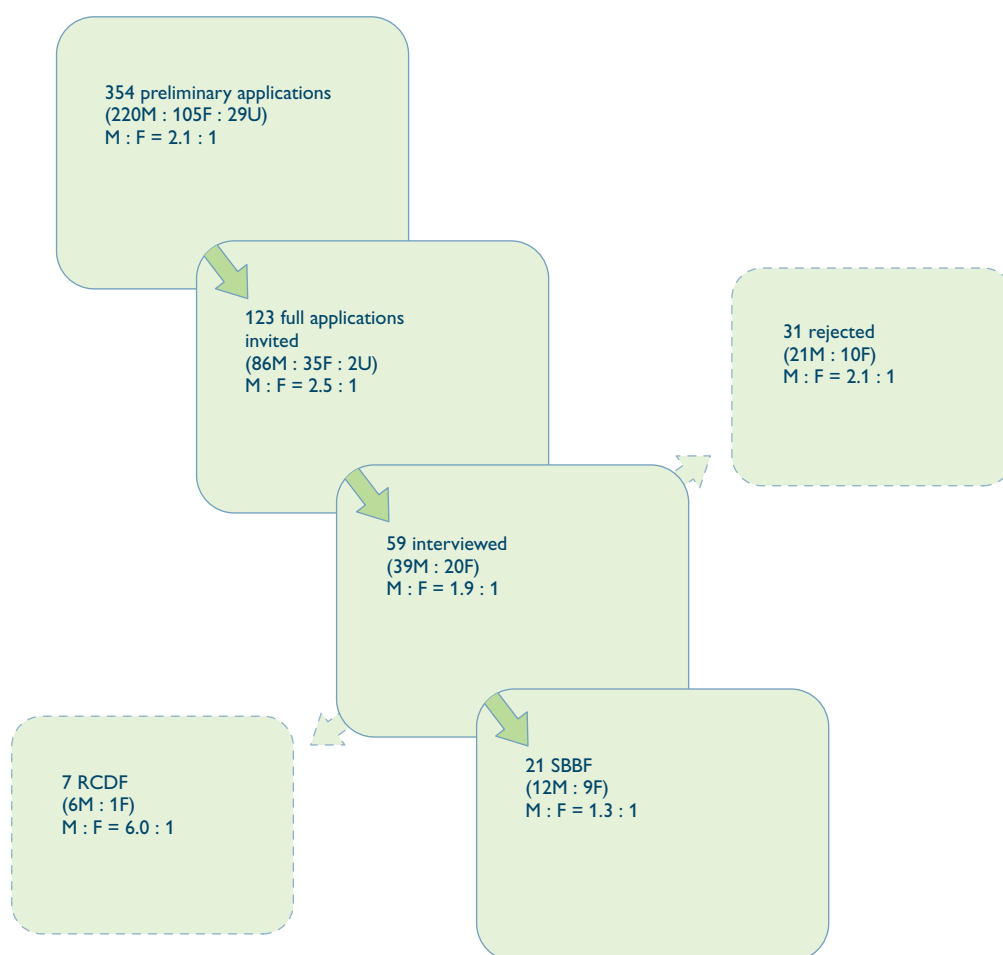 354 preliminary applications
(220M : 105F : 29U)
M : F = 2.1 : 1
123 full applications
invited
(86M : 35F : 2U)
M : F = 2.5 : 1
31 rejected
(21M : 10F)
M : F = 2.1 : 1
59 interviewed
(39M : 20F)
M : F = 1.9 : 1
7 RCDF
(6M : 1F)
M : F = 6.0 : 1
21 SBBF
(12M : 9F)
M : F = 1.3 : 1